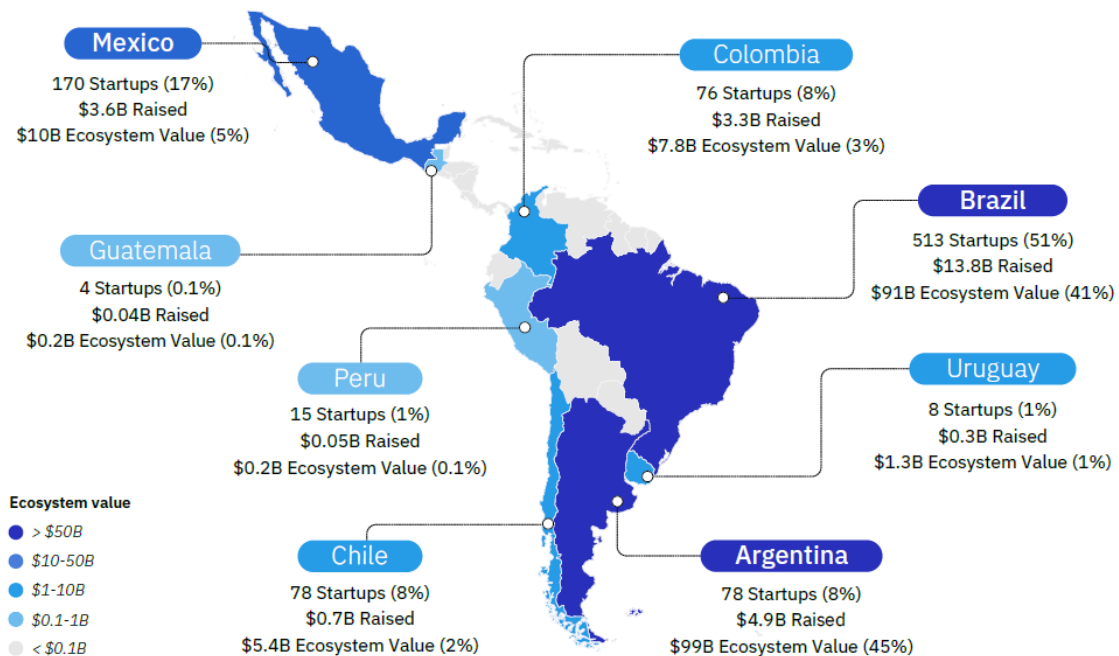 Mexico
170 Startups (17%)
$3.6B Raised
$10B Ecosystem Value (5%)
Colombia
76 Startups (8%)
$3.3B Raised
$7.8B Ecosystem Value (3%)
Brazil
513 Startups (51%)
$13.8B Raised
$91B Ecosystem Value (41%)
Guatemala
4 Startups (0.1%)
$0.04B Raised
$0.2B Ecosystem Value (0.1%)
Peru
15 Startups (1%)
$0.05B Raised
$0.2B Ecosystem Value (0.1%)
Uruguay
8 Startups (1%)
$0.3B Raised
$1.3B Ecosystem Value (1%)
Ecosystem value
> $50B
$10-50B
$1-10B
$0.1-1B
< $0.1B
Chile
78 Startups (8%)
$0.7B Raised
$5.4B Ecosystem Value (2%)
Argentina
78 Startups (8%)
$4.9B Raised
$99B Ecosystem Value (45%)